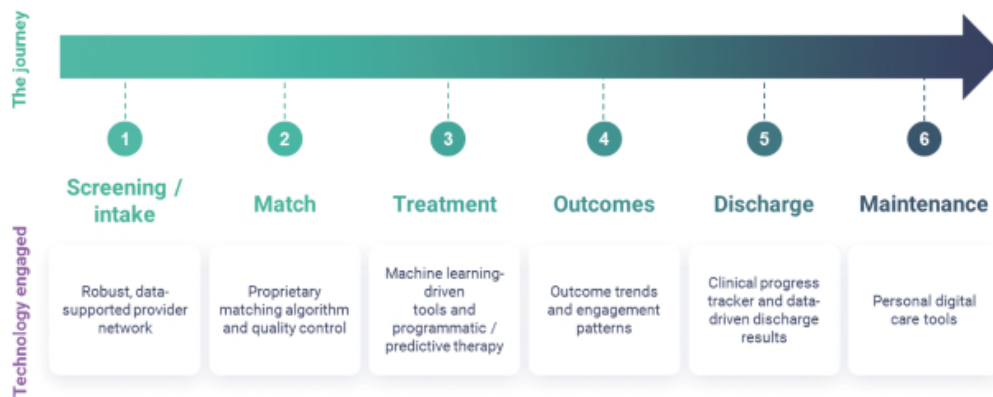 The journey
1
2
3
4
5
6
Screening /
intake
Match
Treatment
Outcomes
Discharge
Maintenance
Technology engaged
Robust, data-
supported provider
network
Proprietary
matching algorithm
and quality control
Machine learning-
driven
tools and
programmatic /
predictive therapy
Outcome trends
and engagement
patterns
Clinical progress
tracker and data-
driven discharge
results
Personal digital
care tools